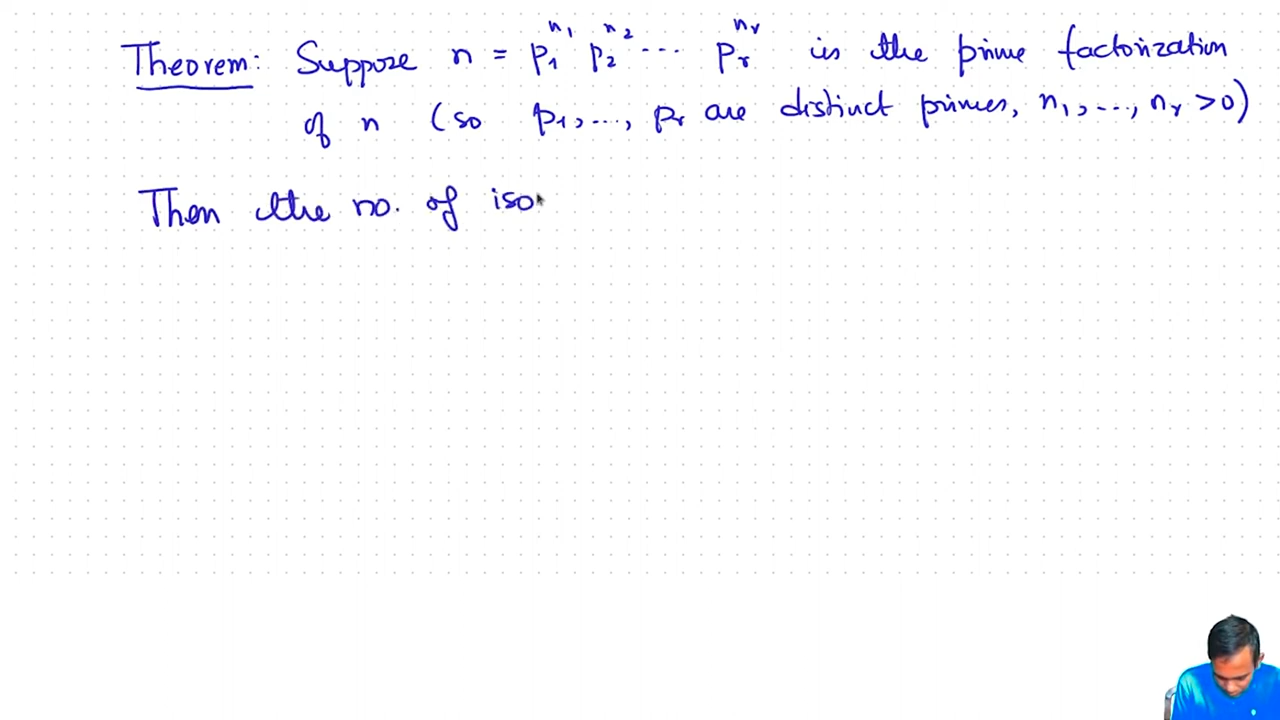 Theorem: Suppose n = p₁^n₁ p₂^n₂ ... pᵣ^nᵣ is the prime factorization
of n (so p₁, ..., pᵣ are distinct primes, n₁, ..., nᵣ > 0)
Then the no. of iso